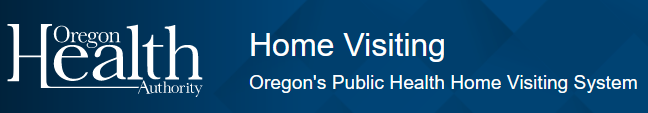 Oregon
Health
Authority
Home Visiting
Oregon's Public Health Home Visiting System